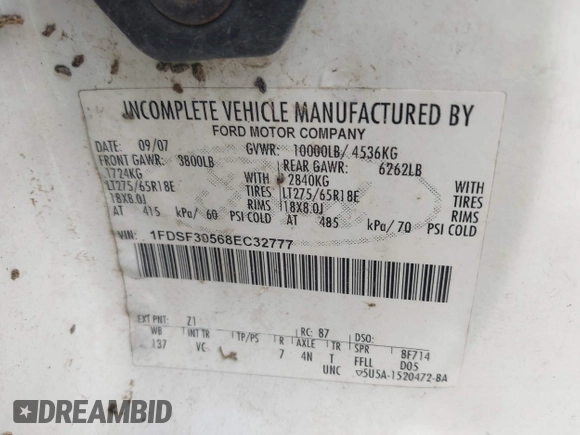 INCOMPLETE VEHICLE MANUFACTURED BY
FORD MOTOR COMPANY
DATE 09/07 GVWR: 10000LB/ 4536KG
FRONT GAWR: 3800LB REAR GAWR: 6262LB
1724KG WITH 2840KG WITH
LT275/65R18E TIRES LT275/65R18E TIRES
18X8.0J RIMS 18X8.0J RIMS
AT 415 kPa/ 60 PSI COLD AT 485 kPa/ 70 PSI COLD
VIN: 1FDSF30568EC32777
EXT PNT: Z1 RC: 87 DSO:
WB INT TR TP/PS R AXLE TR SPR 8F714
137 VC 7 4N T FFLL D05
UNC 5U5A-1520472-BA
DREAMBID